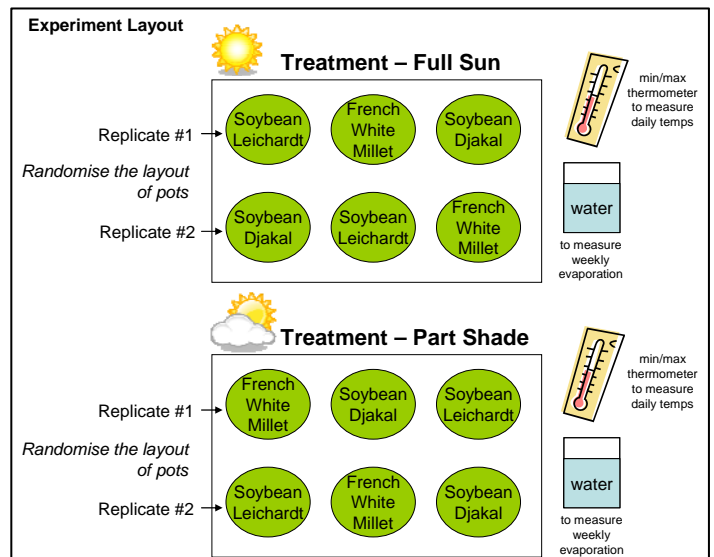 Experiment Layout
Treatment – Full Sun
Replicate #1
Soybean
Leichardt
French
White
Millet
Soybean
Djakal
min/max
thermometer
to measure
daily temps
Randomise the layout
of pots
Replicate #2
Soybean
Djakal
Soybean
Leichardt
French
White
Millet
water
to measure
weekly
evaporation
Treatment – Part Shade
Replicate #1
French
White
Millet
Soybean
Djakal
Soybean
Leichardt
min/max
thermometer
to measure
daily temps
Randomise the layout
of pots
Replicate #2
Soybean
Leichardt
French
White
Millet
Soybean
Djakal
water
to measure
weekly
evaporation